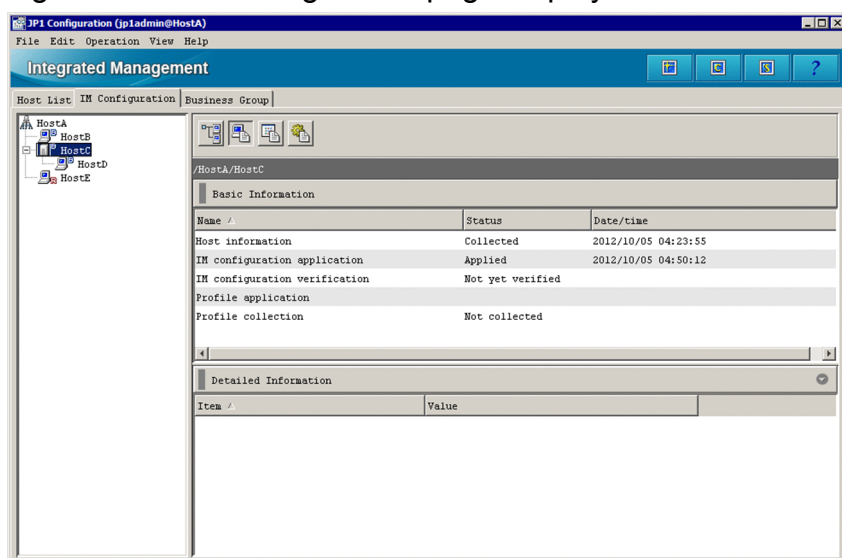 JP1 Configuration (jp1admin@HostA)
File Edit Operation View Help
Integrated Management
?
Host List IM Configuration Business Group
HostA
HostB
HostC
HostD
HostE
/HostA/HostC
Basic Information
Name Status Date/time
Host information Collected 2012/10/05 04:23:55
IM configuration application Applied 2012/10/05 04:50:12
IM configuration verification Not yet verified
Profile application
Profile collection Not collected
Detailed Information
Item Value